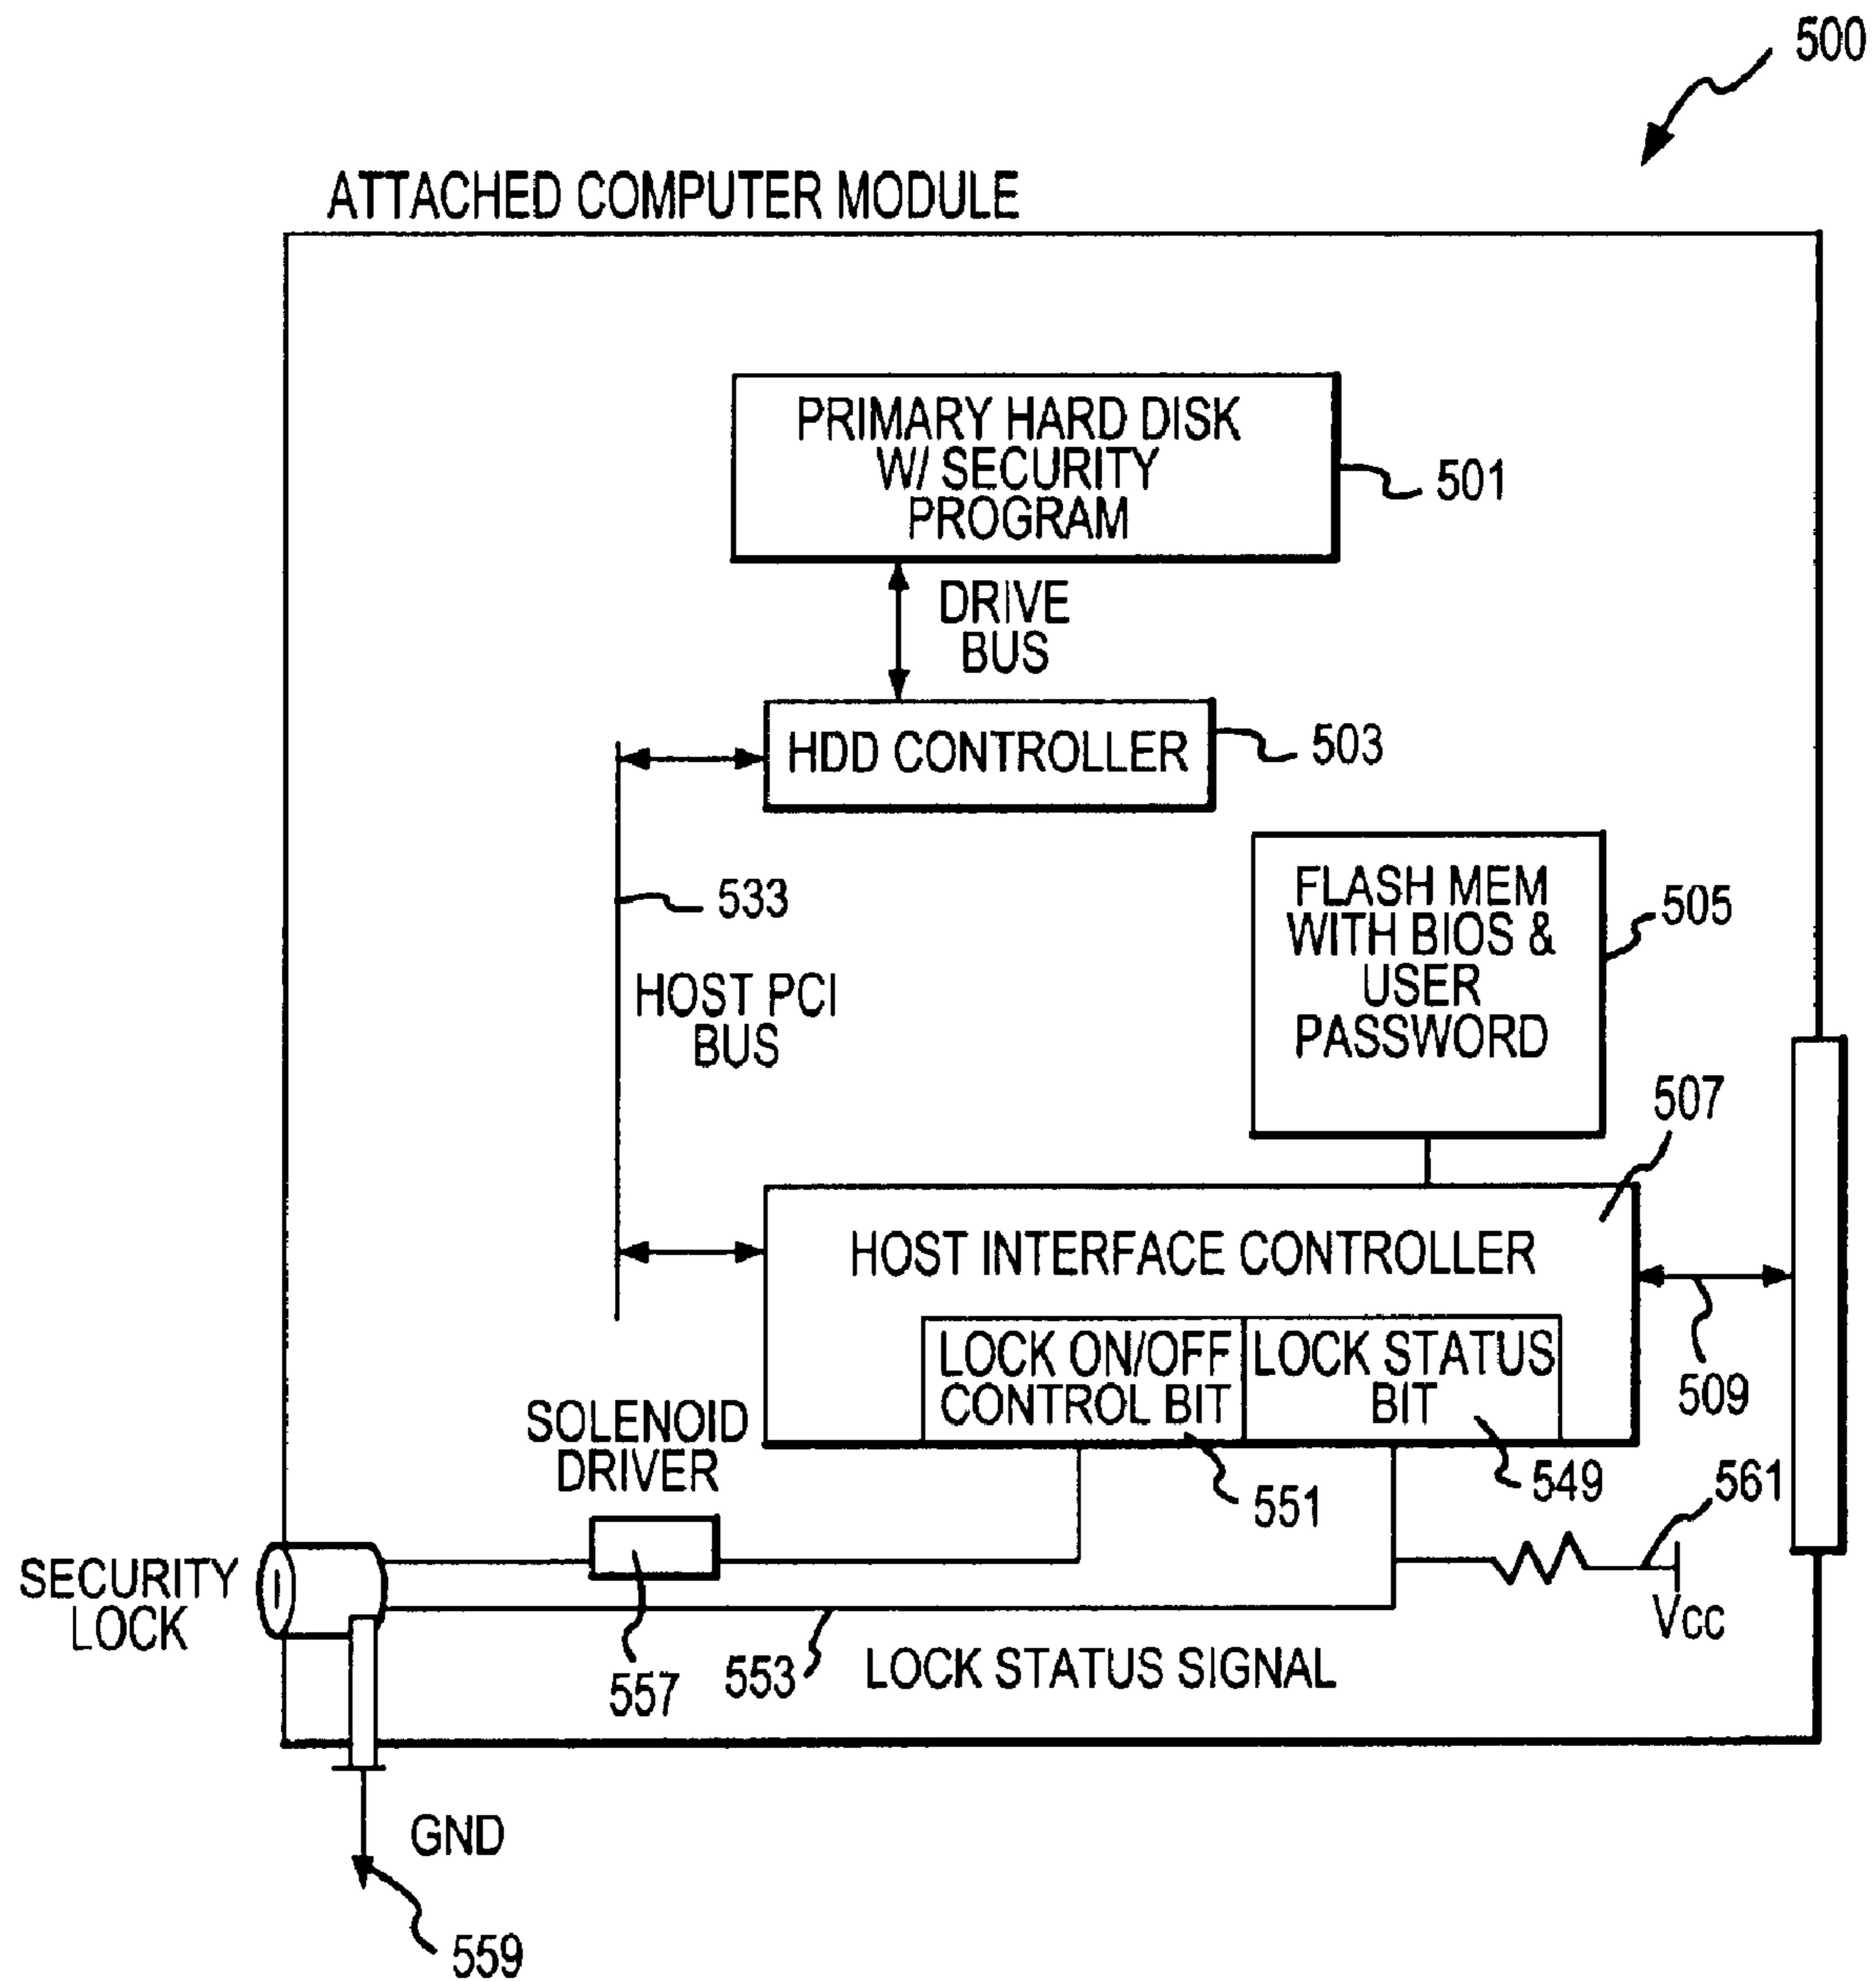 500
ATTACHED COMPUTER MODULE
PRIMARY HARD DISK
W/ SECURITY
PROGRAM
501
DRIVE
BUS
HDD CONTROLLER
503
533
FLASH MEM
WITH BIOS &
USER
PASSWORD
505
HOST PCI
BUS
507
HOST INTERFACE CONTROLLER
LOCK ON/OFF
CONTROL BIT
LOCK STATUS
BIT
509
SOLENOID
DRIVER
551
549
561
SECURITY
LOCK
VCC
557
553
LOCK STATUS SIGNAL
GND
559